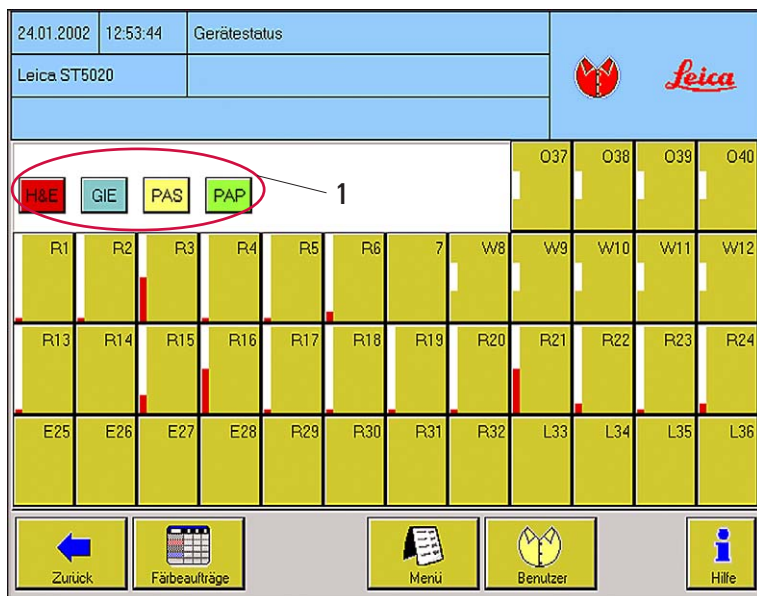 24.01.2002 12:53:44 Gerätestatus
Leica ST5020
Leica
H&E GIE PAS PAP
1
O37 O38 O39 O40
R1 R2 R3 R4 R5 R6 7 W8 W9 W10 W11 W12
R13 R14 R15 R16 R17 R18 R19 R20 R21 R22 R23 R24
E25 E26 E27 E28 R29 R30 R31 R32 L33 L34 L35 L36
Zurück Färbeaufträge Menü Benutzer Hilfe